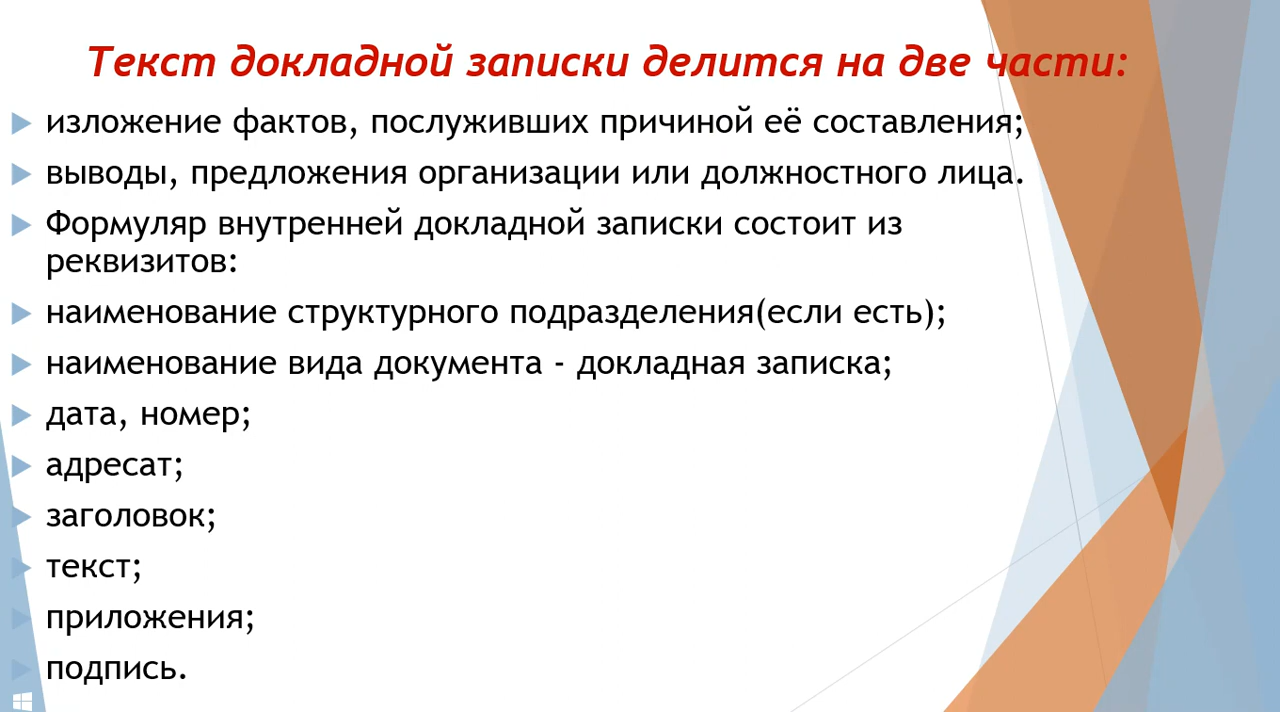 Текст докладной записки делится на две части:
изложение фактов, послуживших причиной её составления;
выводы, предложения организации или должностного лица.
Формуляр внутренней докладной записки состоит из
реквизитов:
наименование структурного подразделения(если есть);
наименование вида документа - докладная записка;
дата, номер;
адресат;
заголовок;
текст;
приложения;
подпись.